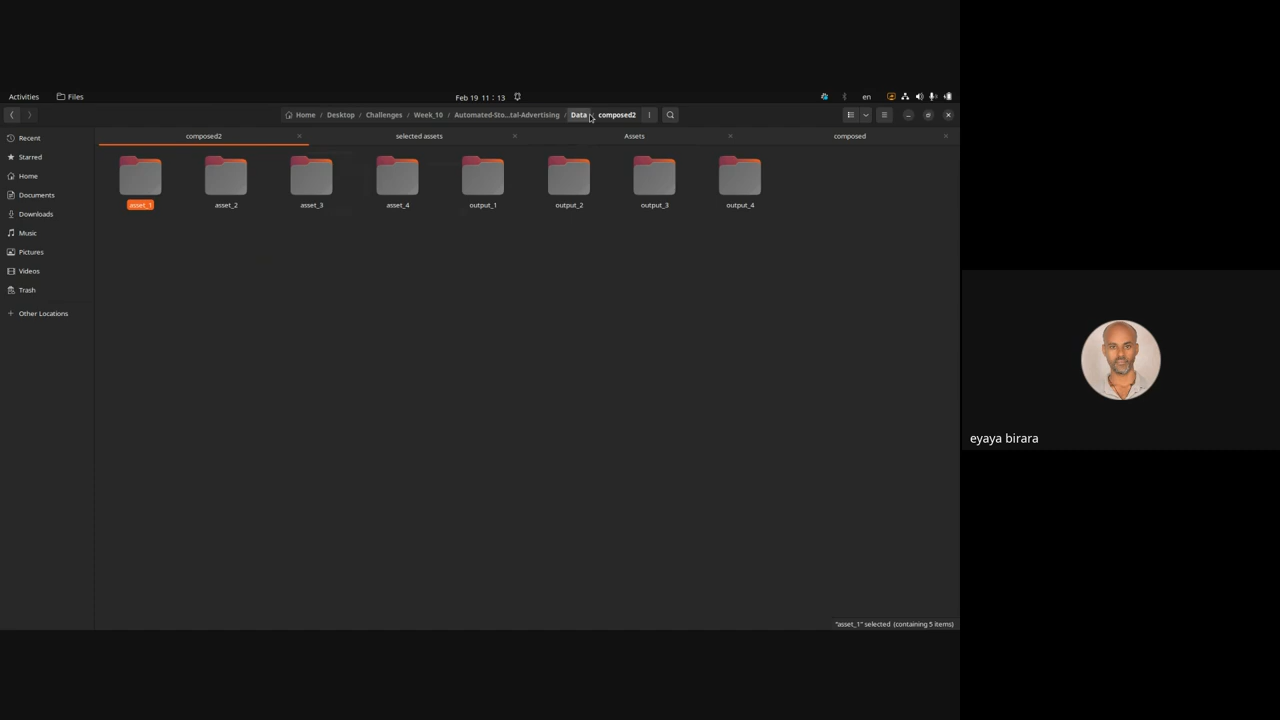 Activities Files Feb 19 11:13 en
Home / Desktop / Challenges / Week_10 / Automated-Sto...tal-Advertising / Data / composed2
composed2 selected assets Assets composed
Recent
Starred
Home
Documents
Downloads
Music
Pictures
Videos
Trash
+ Other Locations
asset_1 asset_2 asset_3 asset_4 output_1 output_2 output_3 output_4
"asset_1" selected (containing 5 items)
eyaya birara